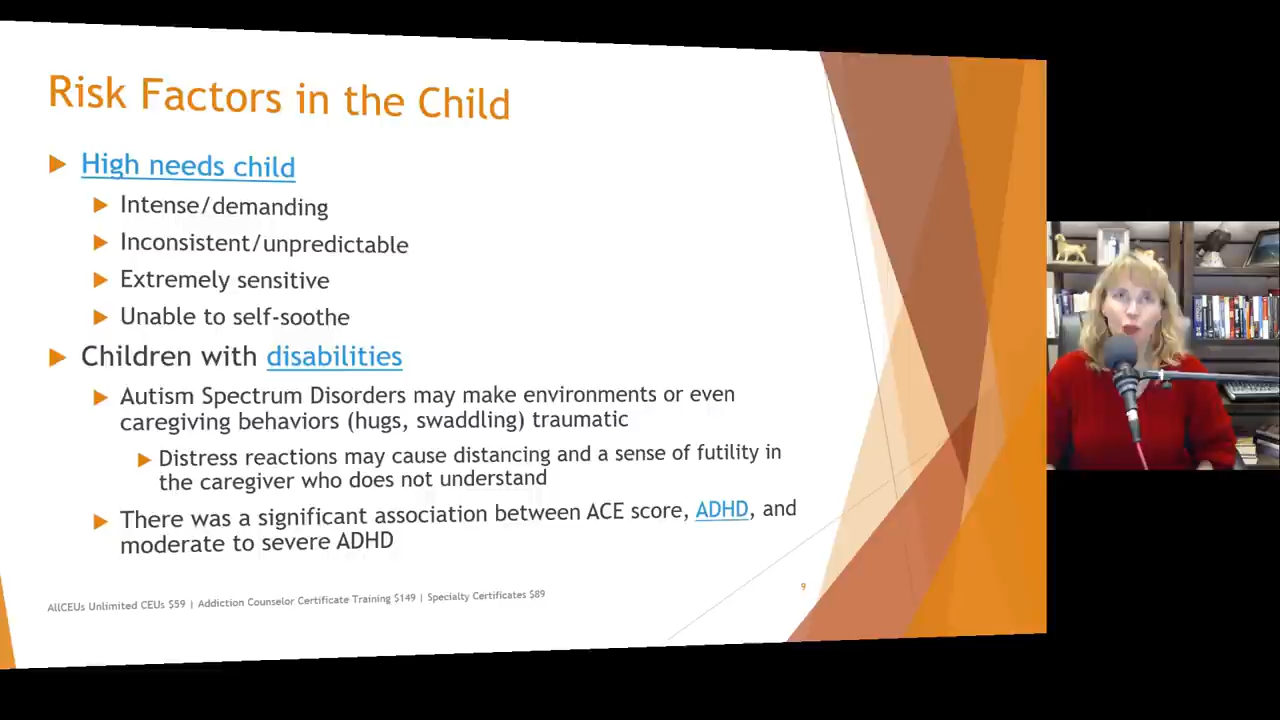 Risk Factors in the Child
High needs child
Intense/demanding
Inconsistent/unpredictable
Extremely sensitive
Unable to self-soothe
Children with disabilities
Autism Spectrum Disorders may make environments or even
caregiving behaviors (hugs, swaddling) traumatic
Distress reactions may cause distancing and a sense of futility in
the caregiver who does not understand
There was a significant association between ACE score, ADHD, and
moderate to severe ADHD
AllCEUs Unlimited CEUs $59 | Addiction Counselor Certificate Training $149 | Specialty Certificates $89
9